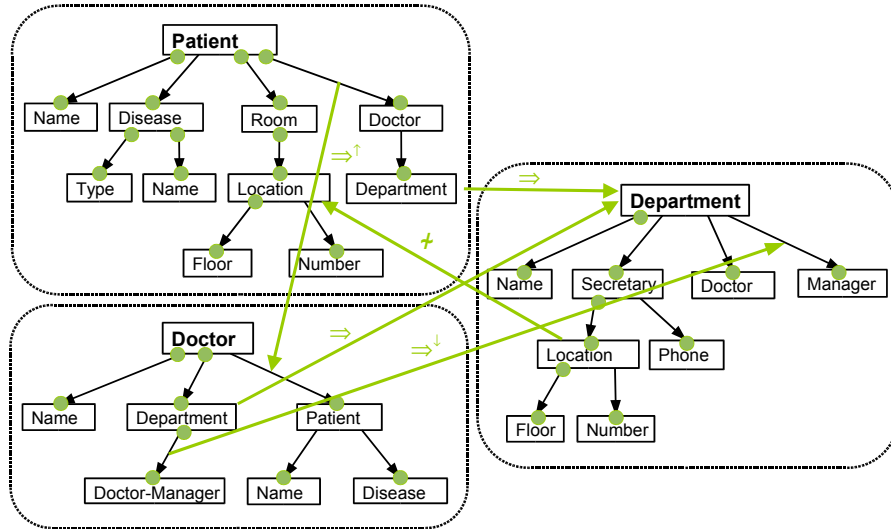 Patient
Name
Disease
Room
Doctor
Type
Name
Location
Department
Floor
Number
⇒↑
⇒
≁
Department
Name
Secretary
Doctor
Manager
Location
Phone
Floor
Number
Doctor
⇒
⇒↓
Name
Department
Patient
Doctor-Manager
Name
Disease